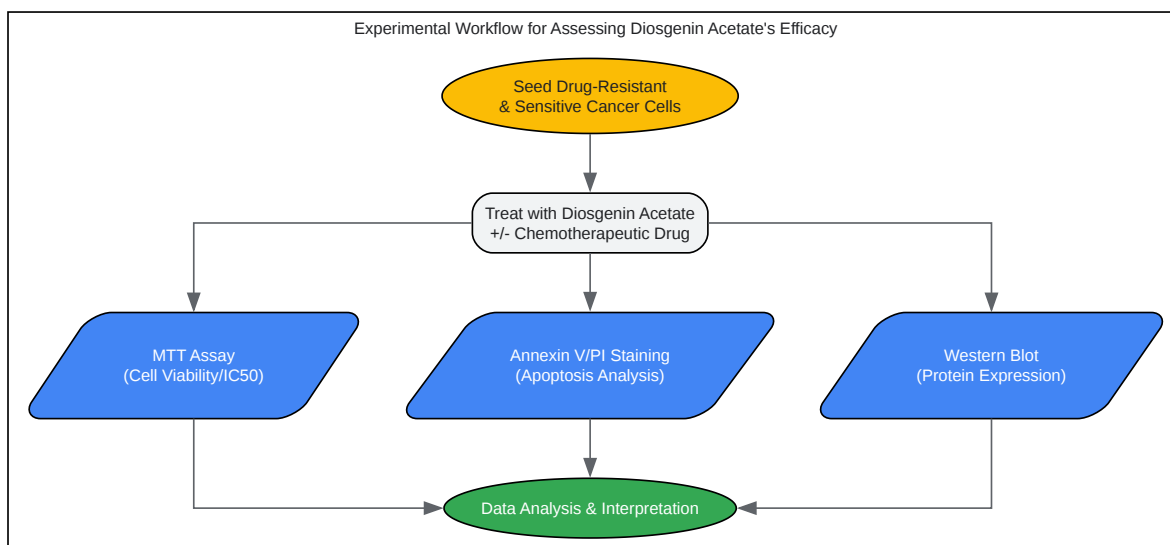 Experimental Workflow for Assessing Diosgenin Acetate's Efficacy
Seed Drug-Resistant
& Sensitive Cancer Cells
Treat with Diosgenin Acetate
+/- Chemotherapeutic Drug
MTT Assay
(Cell Viability/IC50)
Annexin V/PI Staining
(Apoptosis Analysis)
Western Blot
(Protein Expression)
Data Analysis & Interpretation